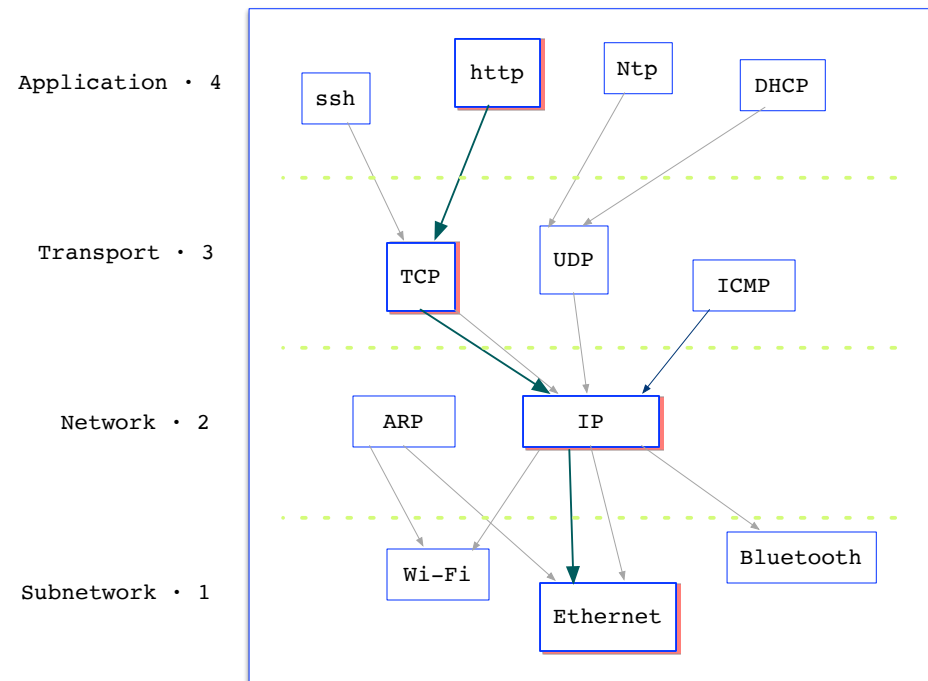 Application · 4
ssh
http
Ntp
DHCP
Transport · 3
TCP
UDP
ICMP
Network · 2
ARP
IP
Subnetwork · 1
Wi-Fi
Ethernet
Bluetooth